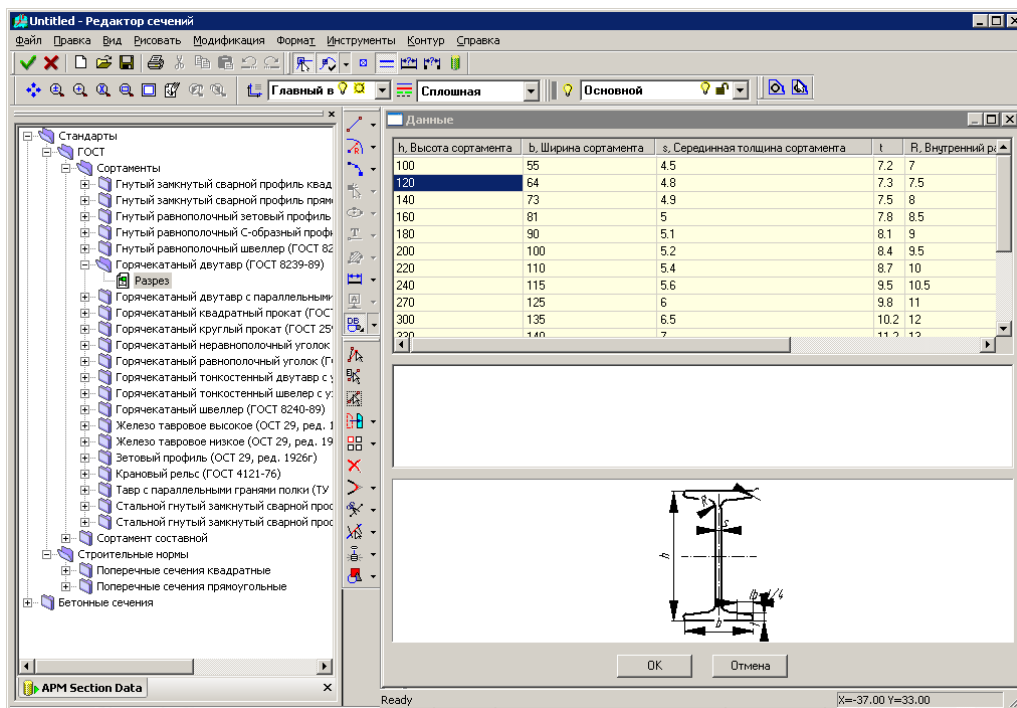 Untitled - Редактор сечений
Файл Правка Вид Рисовать Модификация Формат Инструменты Контур Справка
Главный в Сплошная Основной
Стандарты
ГОСТ
Сортаменты
Гнутый замкнутый сварной профиль квад
Гнутый замкнутый сварной профиль прям
Гнутый равнополочный зетовый профиль
Гнутый равнополочный С-образный профи
Гнутый равнополочный швеллер (ГОСТ 82
Горячекатаный двутавр (ГОСТ 8239-89)
Разрез
Горячекатаный двутавр с параллельными
Горячекатаный квадратный прокат (ГОС
Горячекатаный круглый прокат (ГОСТ 25
Горячекатаный неравнополочный уголок
Горячекатаный равнополочный уголок (Г
Горячекатаный тонкостенный двутавр с у
Горячекатаный тонкостенный швелер с у
Горячекатаный швеллер (ГОСТ 8240-89)
Железо тавровое высокое (ОСТ 29, ред. 1
Железо тавровое низкое (ОСТ 29, ред. 19
Зетовый профиль (ОСТ 29, ред. 1926г)
Крановый рельс (ГОСТ 4121-76)
Тавр с параллельными гранями полки (ТУ
Стальной гнутый замкнутый сварной проф
Стальной гнутый замкнутый сварной проф
Сортамент составной
Строительные нормы
Поперечные сечения квадратные
Поперечные сечения прямоугольные
Бетонные сечения
APM Section Data
Данные
h, Высота сортамента b, Ширина сортамента s, Серединная толщина сортамента t R, Внутренний ра
100 55 4.5 7.2 7
120 64 4.8 7.3 7.5
140 73 4.9 7.5 8
160 81 5 7.8 8.5
180 90 5.1 8.1 9
200 100 5.2 8.4 9.5
220 110 5.4 8.7 10
240 115 5.6 9.5 10.5
270 125 6 9.8 11
300 135 6.5 10.2 12
330 140 7 11.2 13
R
s
h
b
OK Отмена
Ready X=-37.00 Y=33.00